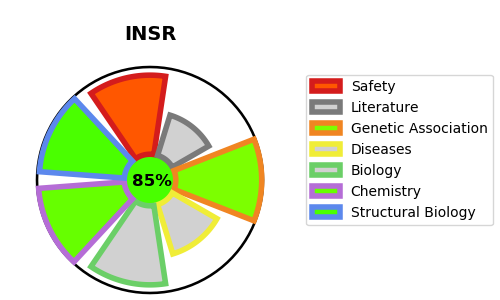 INSR
85%
Safety
Literature
Genetic Association
Diseases
Biology
Chemistry
Structural Biology